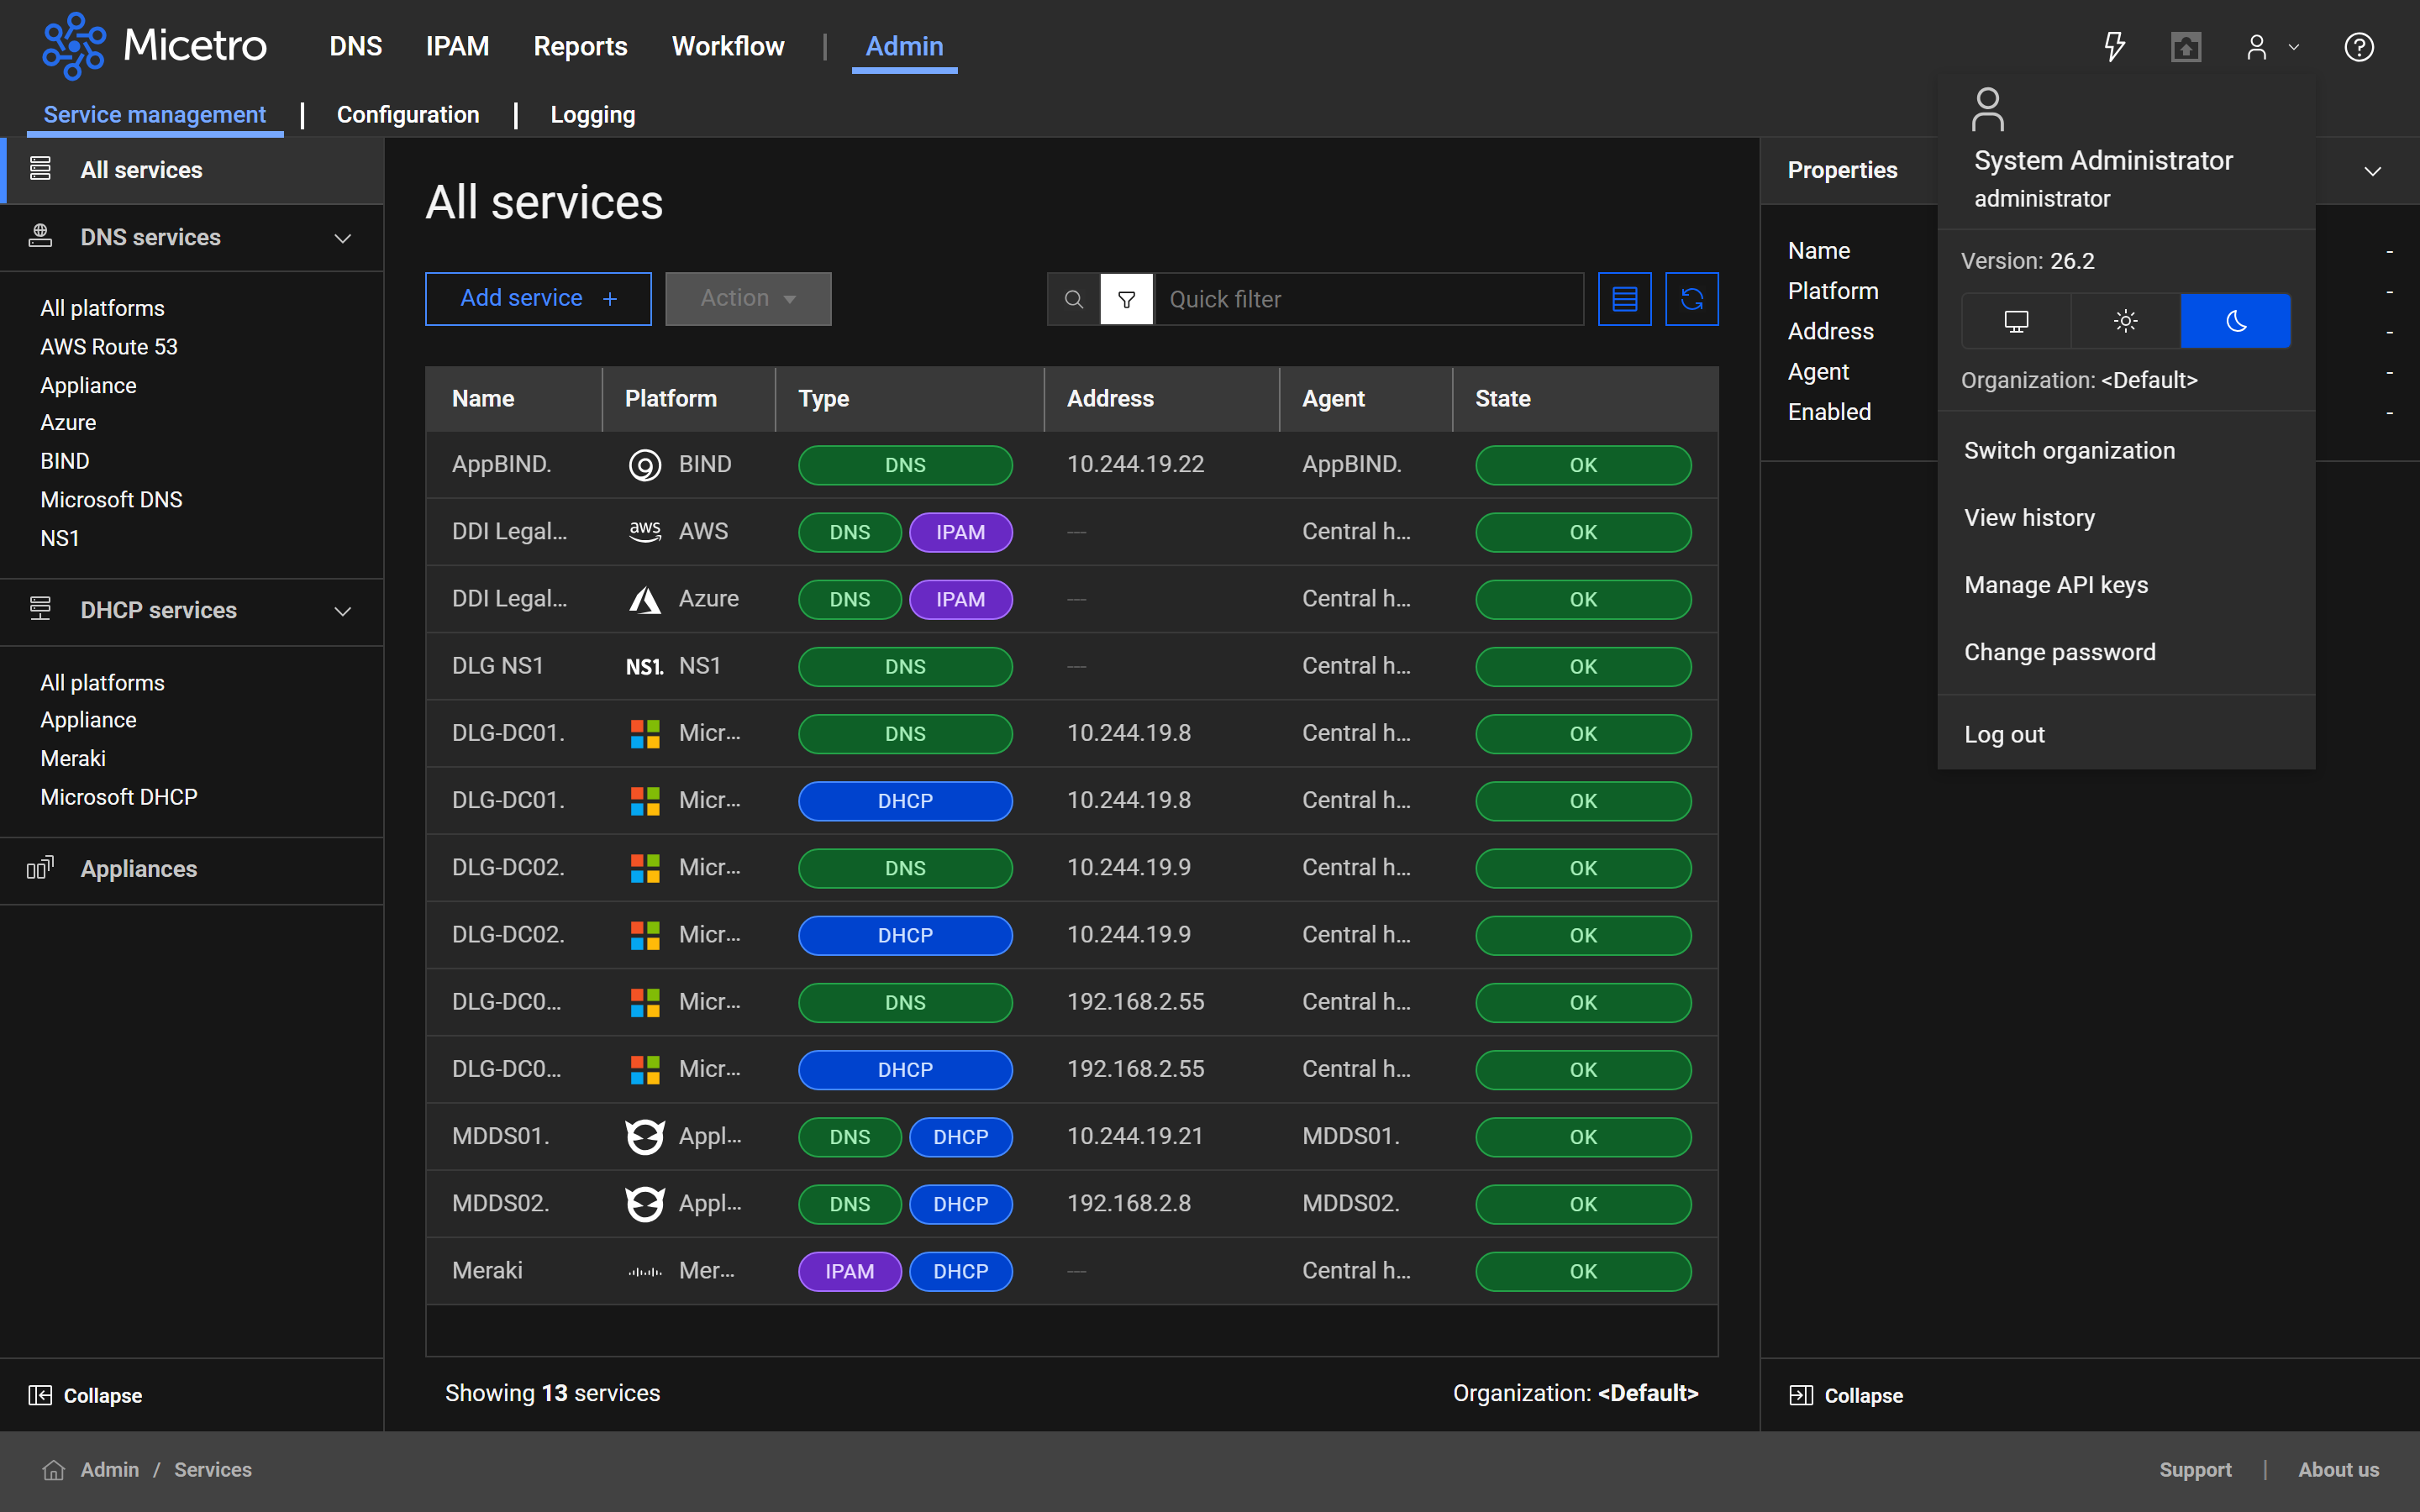 Micetro
DNS IPAM Reports Workflow | Admin
Service management | Configuration | Logging
All services
DNS services
All platforms
AWS Route 53
Appliance
Azure
BIND
Microsoft DNS
NS1
DHCP services
All platforms
Appliance
Meraki
Microsoft DHCP
Appliances
Collapse
All services
Add service +
Action
Quick filter
Name Platform Type Address Agent State
AppBIND. BIND DNS 10.244.19.22 AppBIND. OK
DDI Legal... aws AWS DNS IPAM --- Central h... OK
DDI Legal... Azure DNS IPAM --- Central h... OK
DLG NS1 NS1. NS1 DNS --- Central h... OK
DLG-DC01. Micr... DNS 10.244.19.8 Central h... OK
DLG-DC01. Micr... DHCP 10.244.19.8 Central h... OK
DLG-DC02. Micr... DNS 10.244.19.9 Central h... OK
DLG-DC02. Micr... DHCP 10.244.19.9 Central h... OK
DLG-DC0... Micr... DNS 192.168.2.55 Central h... OK
DLG-DC0... Micr... DHCP 192.168.2.55 Central h... OK
MDDS01. Appl... DNS DHCP 10.244.19.21 MDDS01. OK
MDDS02. Appl... DNS DHCP 192.168.2.8 MDDS02. OK
Meraki Mer... IPAM DHCP --- Central h... OK
Showing 13 services
Organization: <Default>
Properties
Name -
Platform -
Address -
Agent -
Enabled -
Collapse
System Administrator
administrator
Version: 26.2
Organization: <Default>
Switch organization
View history
Manage API keys
Change password
Log out
Admin / Services
Support | About us